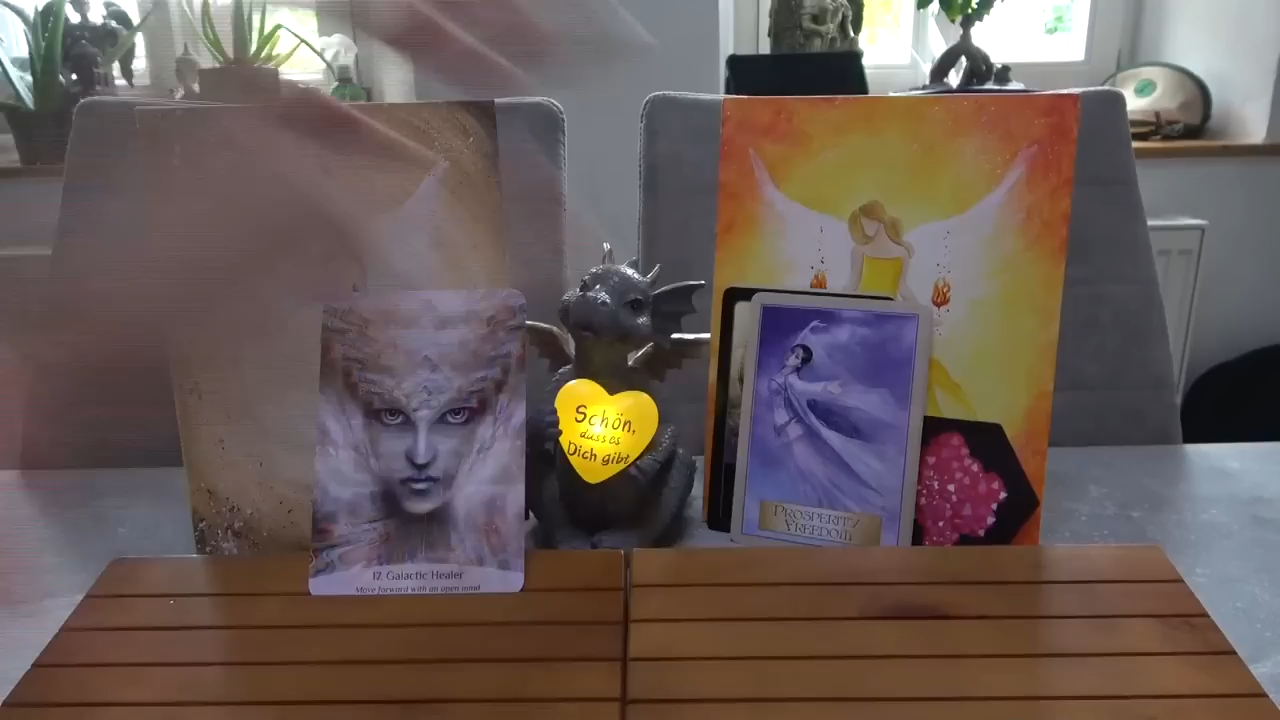 17 Galactic Healer
Move forward with an open mind
Schön,
dass es
Dich gibt
PROSPERITY
FREEDOM